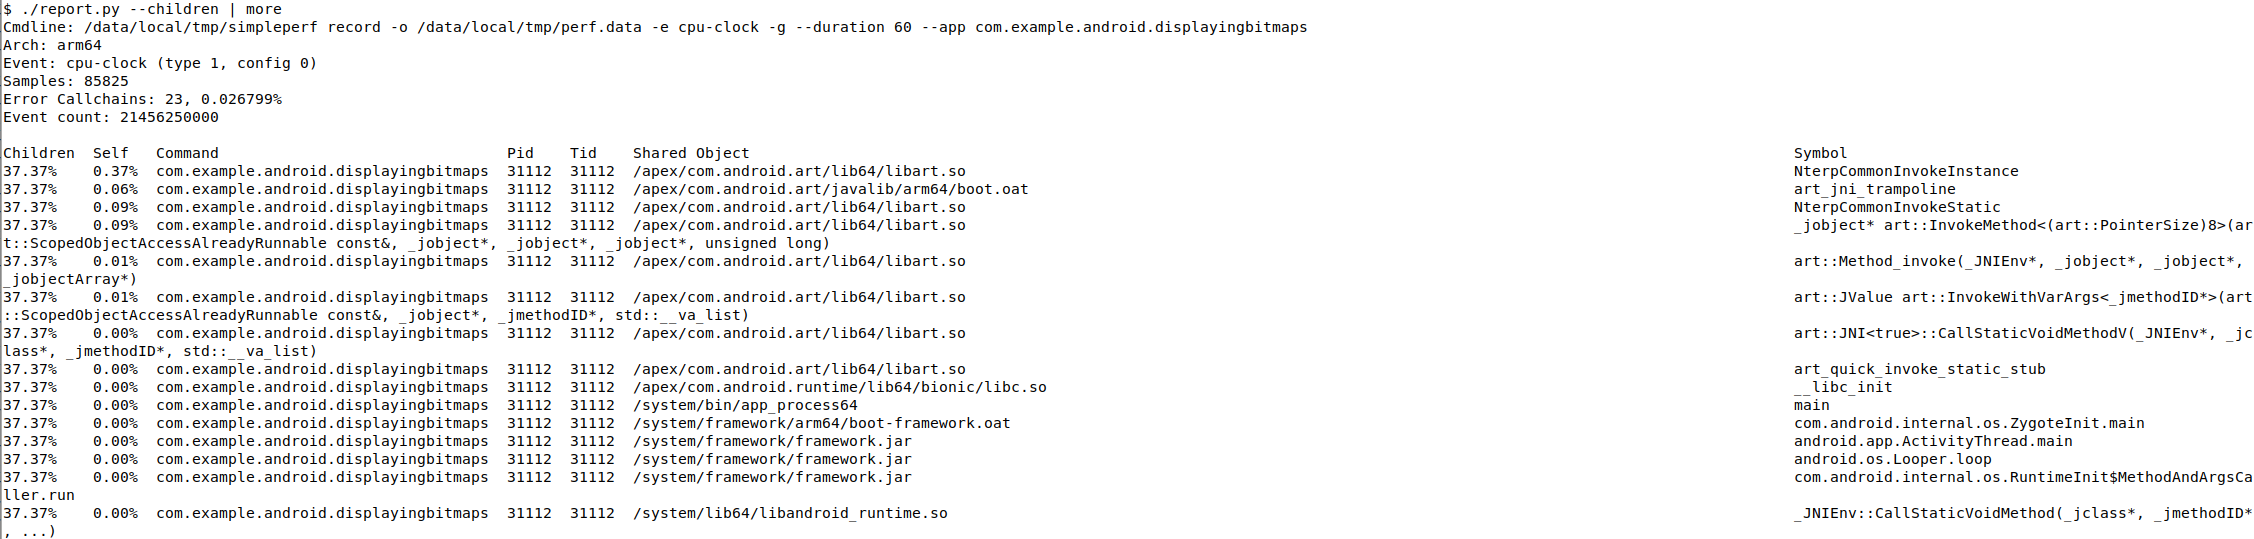 $ ./report.py --children | more
Cmdline: /data/local/tmp/simpleperf record -o /data/local/tmp/perf.data -e cpu-clock -g --duration 60 --app com.example.android.displayingbitmaps
Arch: arm64
Event: cpu-clock (type 1, config 0)
Samples: 85825
Error Callchains: 23, 0.026799%
Event count: 21456250000

Children  Self   Command                                Pid    Tid    Shared Object   Symbol
37.37%    0.37%  com.example.android.displayingbitmaps  31112  31112  /apex/com.android.art/lib64/libart.so   NterpCommonInvokeInstance
37.37%    0.06%  com.example.android.displayingbitmaps  31112  31112  /apex/com.android.art/javalib/arm64/boot.oat   art_jni_trampoline
37.37%    0.09%  com.example.android.displayingbitmaps  31112  31112  /apex/com.android.art/lib64/libart.so   NterpCommonInvokeStatic
37.37%    0.09%  com.example.android.displayingbitmaps  31112  31112  /apex/com.android.art/lib64/libart.so   _jobject* art::InvokeMethod<(art::PointerSize)8>(ar
t::ScopedObjectAccessAlreadyRunnable const&, _jobject*, _jobject*, _jobject*, unsigned long)
37.37%    0.01%  com.example.android.displayingbitmaps  31112  31112  /apex/com.android.art/lib64/libart.so   art::Method_invoke(_JNIEnv*, _jobject*, _jobject*,
_jobjectArray*)
37.37%    0.01%  com.example.android.displayingbitmaps  31112  31112  /apex/com.android.art/lib64/libart.so   art::JValue art::InvokeWithVarArgs<_jmethodID*>(art
::ScopedObjectAccessAlreadyRunnable const&, _jobject*, _jmethodID*, std::__va_list)
37.37%    0.00%  com.example.android.displayingbitmaps  31112  31112  /apex/com.android.art/lib64/libart.so   art::JNI<true>::CallStaticVoidMethodV(_JNIEnv*, _jc
lass*, _jmethodID*, std::__va_list)
37.37%    0.00%  com.example.android.displayingbitmaps  31112  31112  /apex/com.android.art/lib64/libart.so   art_quick_invoke_static_stub
37.37%    0.00%  com.example.android.displayingbitmaps  31112  31112  /apex/com.android.runtime/lib64/bionic/libc.so   __libc_init
37.37%    0.00%  com.example.android.displayingbitmaps  31112  31112  /system/bin/app_process64   main
37.37%    0.00%  com.example.android.displayingbitmaps  31112  31112  /system/framework/arm64/boot-framework.oat   com.android.internal.os.ZygoteInit.main
37.37%    0.00%  com.example.android.displayingbitmaps  31112  31112  /system/framework/framework.jar   android.app.ActivityThread.main
37.37%    0.00%  com.example.android.displayingbitmaps  31112  31112  /system/framework/framework.jar   android.os.Looper.loop
37.37%    0.00%  com.example.android.displayingbitmaps  31112  31112  /system/framework/framework.jar   com.android.internal.os.RuntimeInit$MethodAndArgsCa
ller.run
37.37%    0.00%  com.example.android.displayingbitmaps  31112  31112  /system/lib64/libandroid_runtime.so   _JNIEnv::CallStaticVoidMethod(_jclass*, _jmethodID*
, ...)